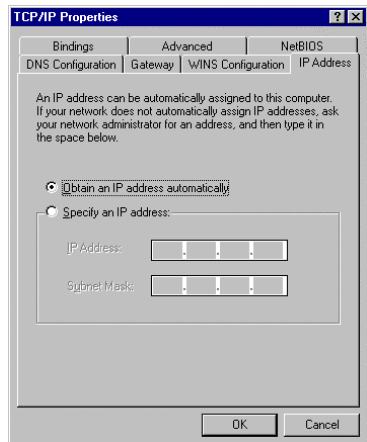 TCP/IP Properties
Bindings Advanced NetBIOS
DNS Configuration Gateway WINS Configuration IP Address
An IP address can be automatically assigned to this computer.
If your network does not automatically assign IP addresses, ask
your network administrator for an address, and then type it in
the space below.
Obtain an IP address automatically
Specify an IP address:
IP Address:
Subnet Mask:
OK Cancel